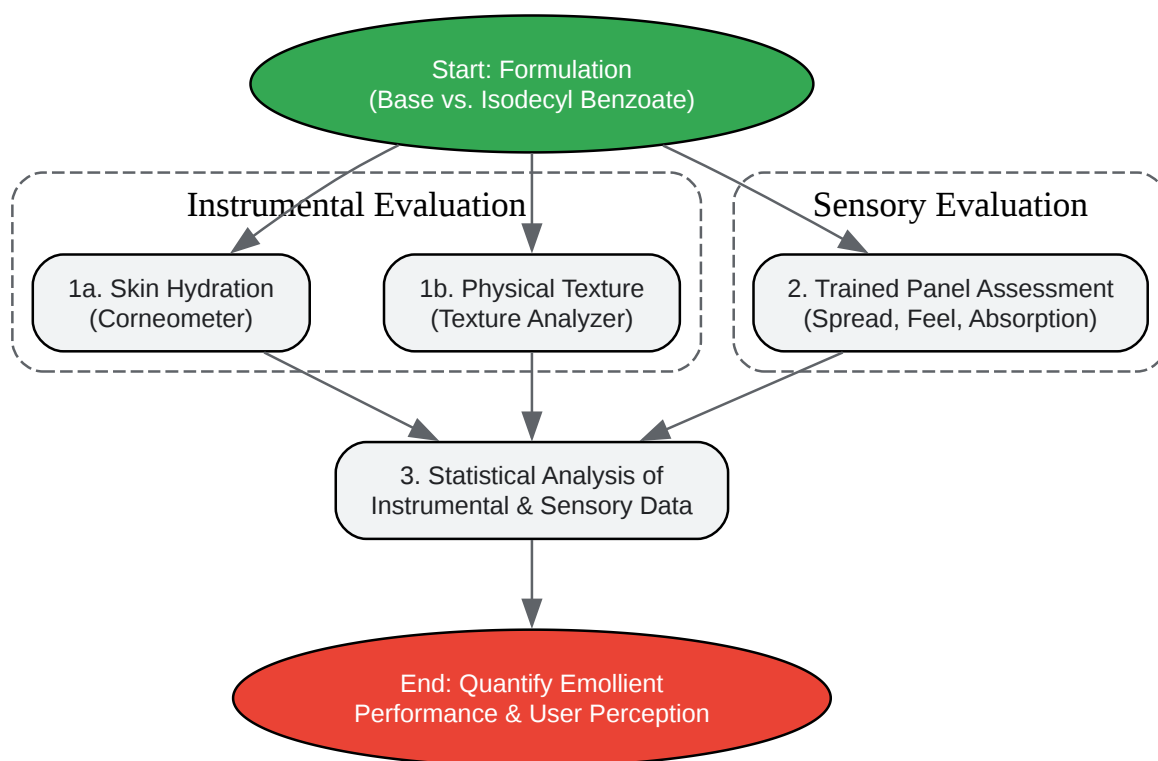 Start: Formulation
(Base vs. Isodecyl Benzoate)
Instrumental Evaluation
Sensory Evaluation
1a. Skin Hydration
(Corneometer)
1b. Physical Texture
(Texture Analyzer)
2. Trained Panel Assessment
(Spread, Feel, Absorption)
3. Statistical Analysis of
Instrumental & Sensory Data
End: Quantify Emollient
Performance & User Perception